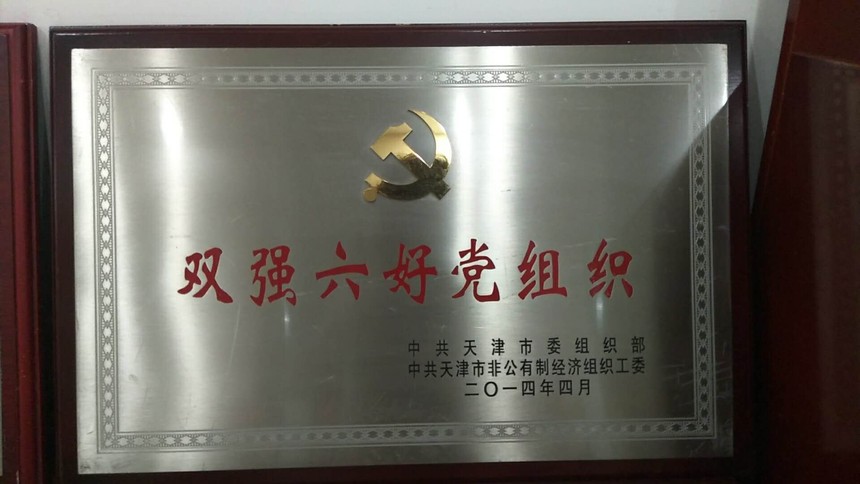 双强六好党组织
中共天津市委组织部
中共天津市非公有制经济组织工委
二〇一四年四月